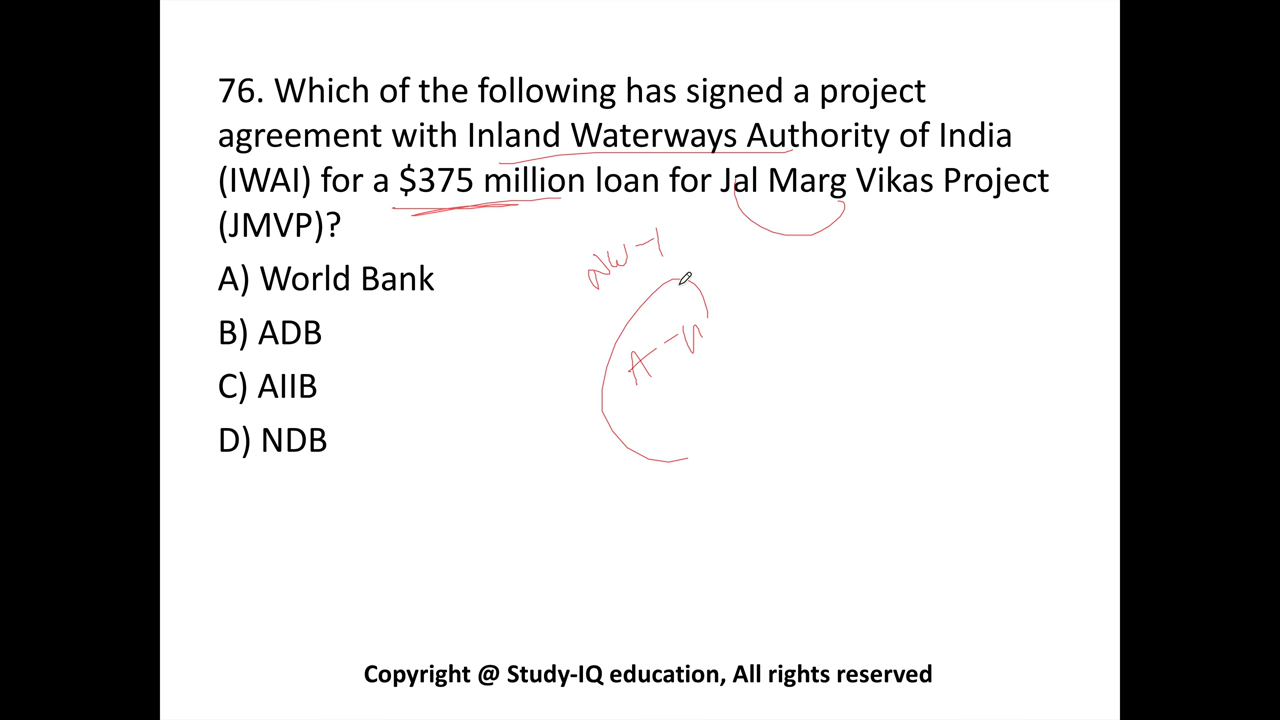 76. Which of the following has signed a project
agreement with Inland Waterways Authority of India
(IWAI) for a $375 million loan for Jal Marg Vikas Project
(JMVP)?
NW-1
A) World Bank
B) ADB
A-H
C) AIIB
D) NDB
Copyright @ Study-IQ education, All rights reserved